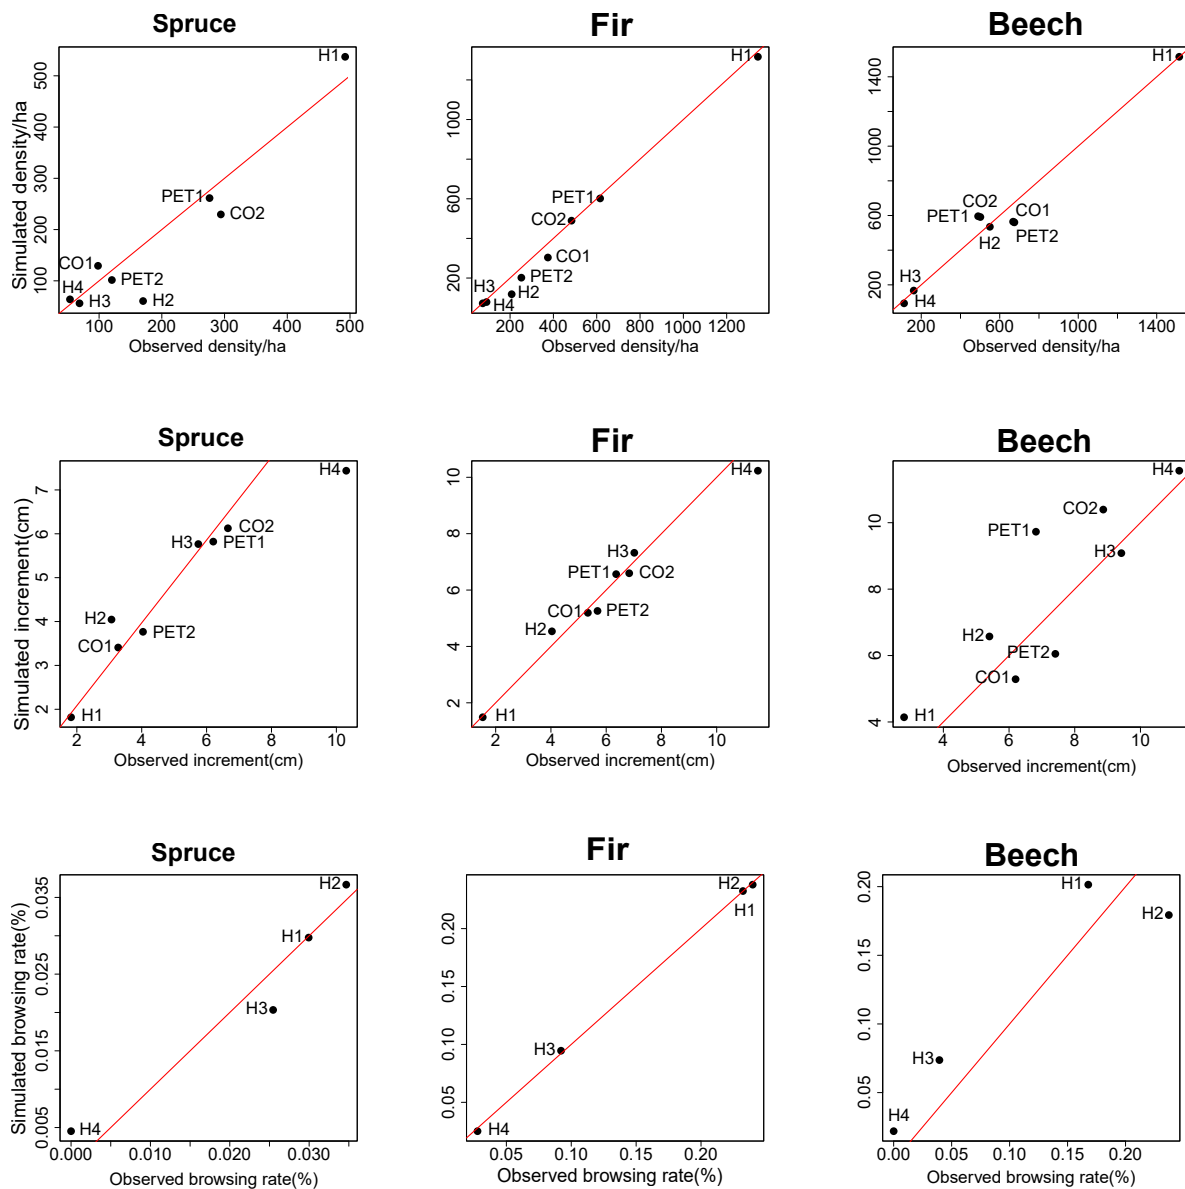 Spruce
Fir
Beech
Simulated density/ha
500
400
300
200
100
H1
PET1
CO2
CO1
PET2
H4
H3
H2
100 200 300 400 500
Observed density/ha
1000
600
200
H1
PET1
CO2
CO1
PET2
H3
H2
H4
200 400 600 800 1000 1200
Observed density/ha
1400
1000
600
200
H1
CO2
PET1
CO1
H2
PET2
H3
H4
200 600 1000 1400
Observed density/ha
Spruce
Fir
Beech
Simulated increment(cm)
7
6
5
4
3
2
H4
CO2
H3
PET1
H2
PET2
CO1
H1
2 4 6 8 10
Observed increment(cm)
10
8
6
4
2
H4
H3
PET1
CO2
CO1
PET2
H2
H1
2 4 6 8 10
Observed increment(cm)
10
8
6
4
H4
CO2
PET1
H3
H2
PET2
CO1
H1
4 6 8 10
Observed increment(cm)
Spruce
Fir
Beech
Simulated browsing rate(%)
0.035
0.025
0.015
0.005
H2
H1
H3
H4
0.000 0.010 0.020 0.030
Observed browsing rate(%)
0.20
0.15
0.10
0.05
H2
H1
H3
H4
0.05 0.10 0.15 0.20
Observed browsing rate(%)
0.20
0.15
0.10
0.05
H1
H2
H3
H4
0.00 0.05 0.10 0.15 0.20
Observed browsing rate(%)